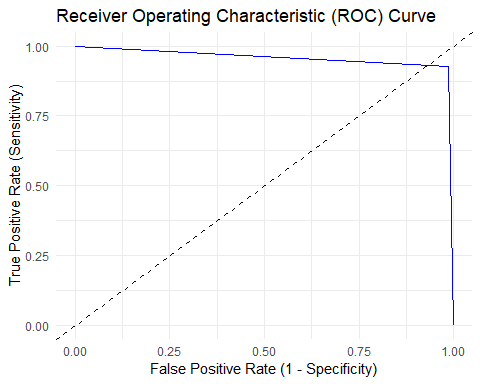 Receiver Operating Characteristic (ROC) Curve
1.00
0.75
0.50
0.25
0.00
True Positive Rate (Sensitivity)
0.00 0.25 0.50 0.75 1.00
False Positive Rate (1 - Specificity)